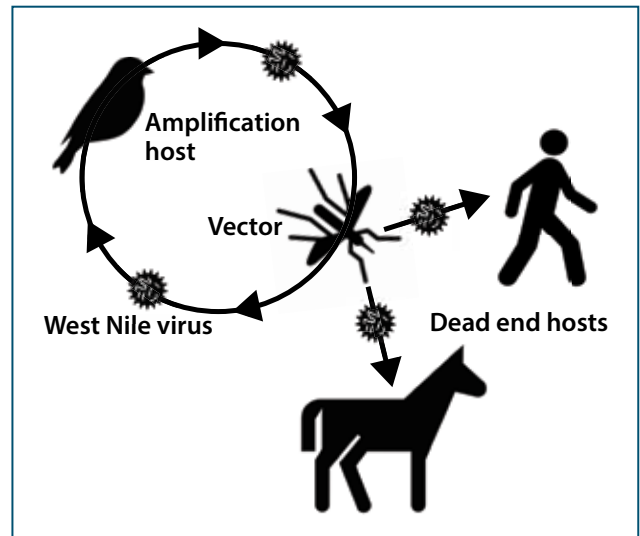 Amplification
host
Vector
West Nile virus
Dead end hosts